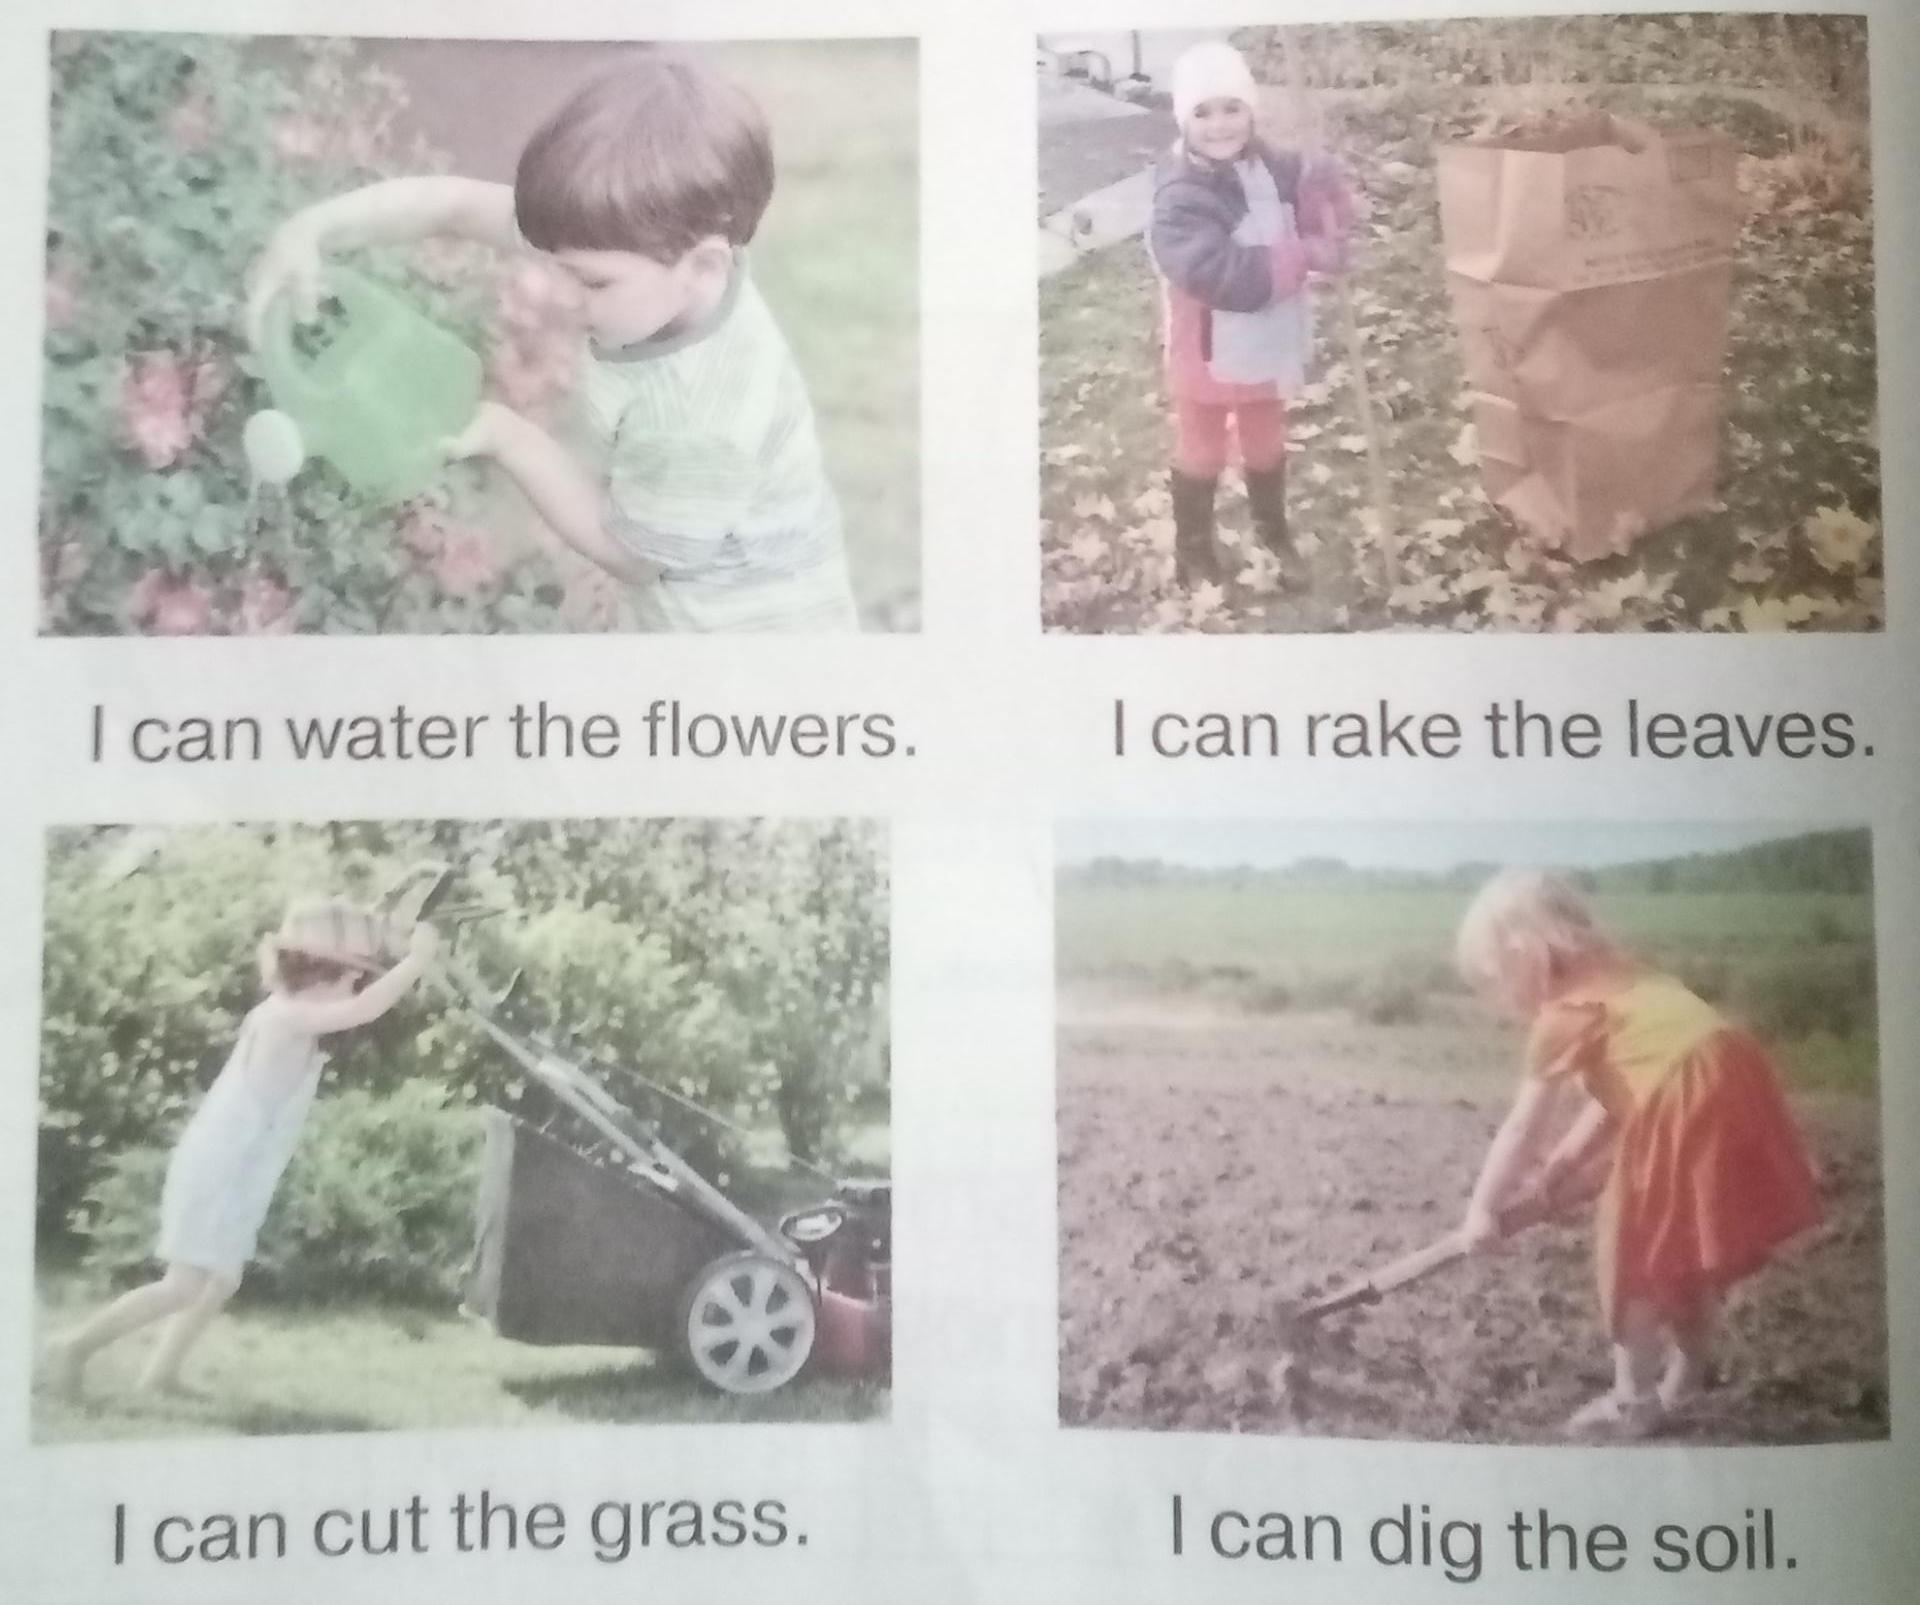 I can water the flowers.
I can rake the leaves.
I can cut the grass.
I can dig the soil.